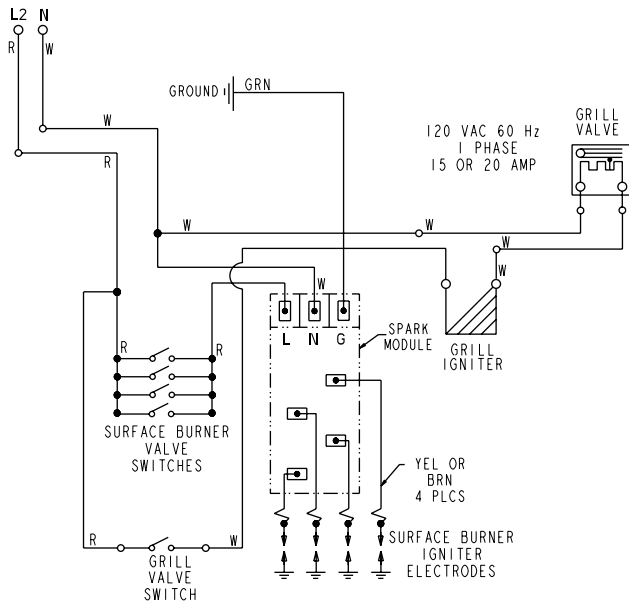 L2 N
R
W
GROUND
GRN
W
R
120 VAC 60 Hz
1 PHASE
15 OR 20 AMP
GRILL
VALVE
W
W
W
W
W
L N G
SPARK
MODULE
GRILL
IGNITER
R
R
SURFACE BURNER
VALVE
SWITCHES
YEL OR
BRN
4 PLCS
R
W
GRILL
VALVE
SWITCH
SURFACE BURNER
IGNITER
ELECTRODES